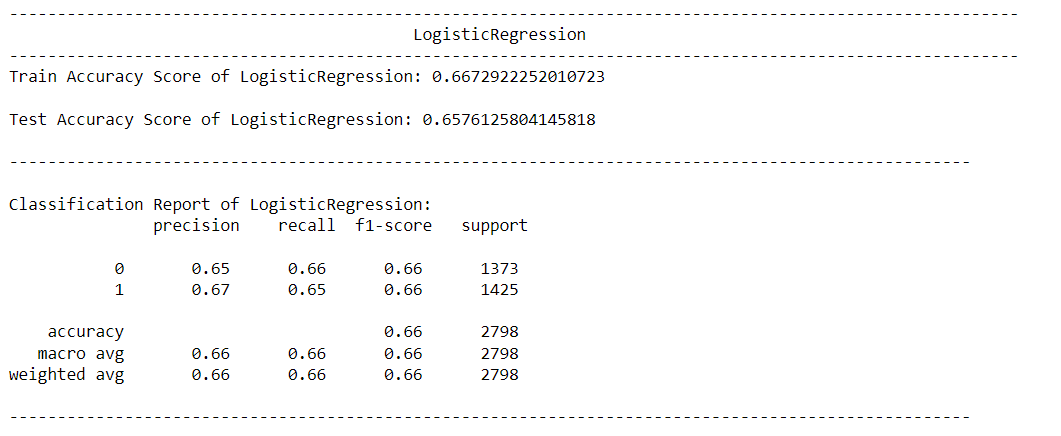 ---------------------------------------------------------------------------------------------------------
LogisticRegression
---------------------------------------------------------------------------------------------------------
Train Accuracy Score of LogisticRegression: 0.6672922252010723
Test Accuracy Score of LogisticRegression: 0.6576125804145818
----------------------------------------------------------------------------------------------------
Classification Report of LogisticRegression:
precision recall f1-score support
0 0.65 0.66 0.66 1373
1 0.67 0.65 0.66 1425
accuracy 0.66 2798
macro avg 0.66 0.66 0.66 2798
weighted avg 0.66 0.66 0.66 2798
----------------------------------------------------------------------------------------------------